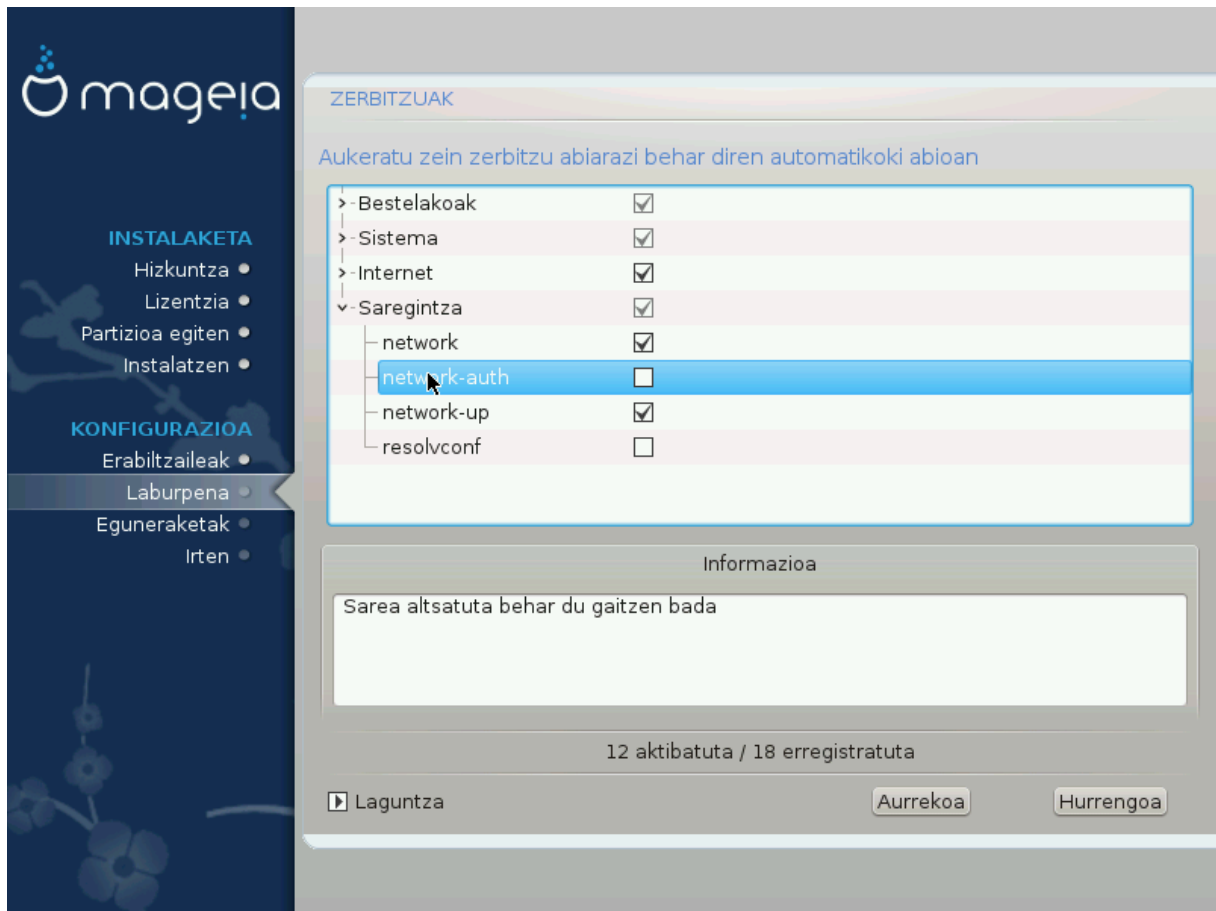 mageia
INSTALAKETA
Hizkuntza
Lizentzia
Partizioa egiten
Instalatzen
KONFIGURAZIOA
Erabiltzaileak
Laburpena
Eguneraketak
Irten
ZERBITZUAK
Aukeratu zein zerbitzu abiarazi behar diren automatikoki abioan
Bestelakoak
Sistema
Internet
Saregintza
network
network-auth
network-up
resolvconf
Informazioa
Sarea altsatuta behar du gaitzen bada
12 aktibatuta / 18 erregistratuta
Laguntza
Aurrekoa
Hurrengoa